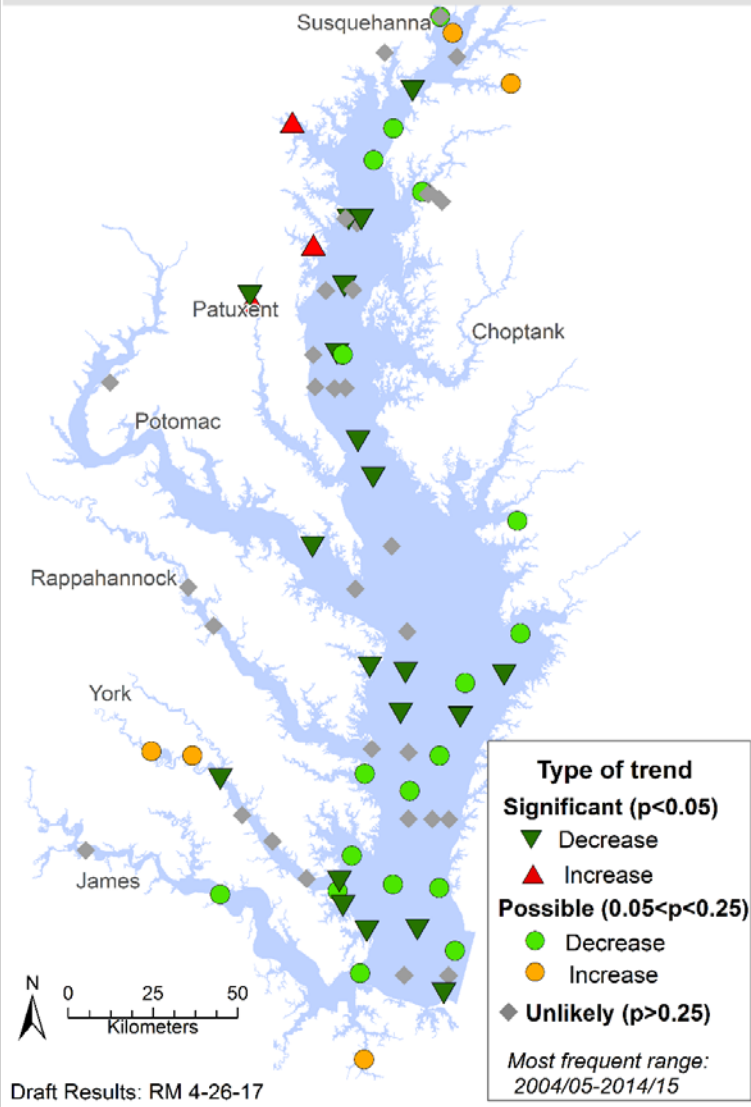 Susquehanna
Patuxent
Choptank
Potomac
Rappahannock
York
James
N
0 25 50
Kilometers
Draft Results: RM 4-26-17
Type of trend
Significant (p<0.05)
Decrease
Increase
Possible (0.05<p<0.25)
Decrease
Increase
Unlikely (p>0.25)
Most frequent range:
2004/05-2014/15